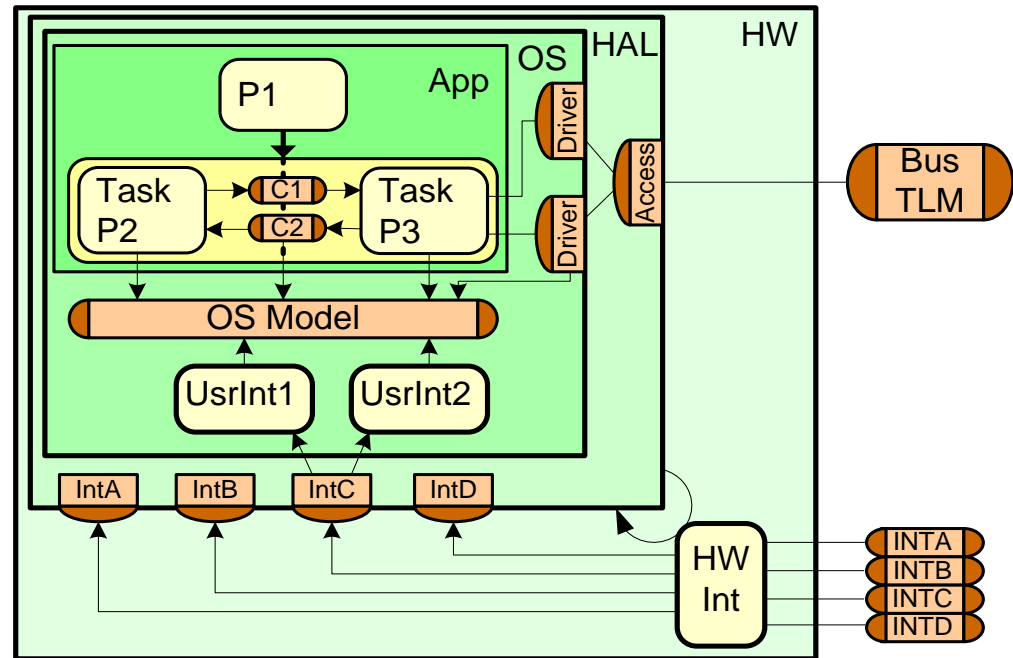 HW
HAL
OS
App
P1
Driver
Access
Bus
TLM
Task
P2
C1
C2
Task
P3
Driver
OS Model
UsrInt1
UsrInt2
IntA
IntB
IntC
IntD
HW
Int
INTA
INTB
INTC
INTD